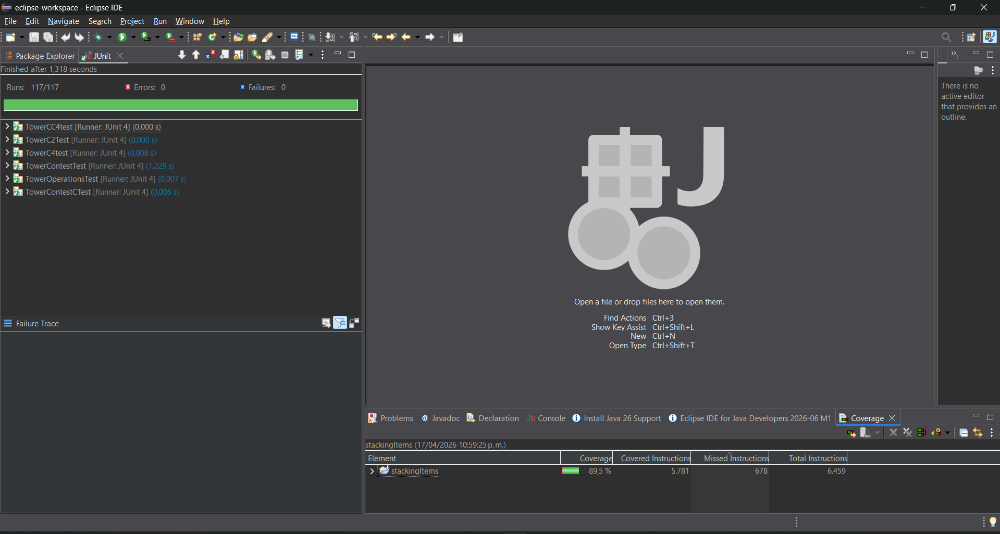 eclipse-workspace - Eclipse IDE
File Edit Navigate Search Project Run Window Help
Package Explorer JUnit
Finished after 1,318 seconds
Runs: 117/117 Errors: 0 Failures: 0
TowerCC4test [Runner: JUnit 4] (0,000 s)
TowerC2Test [Runner: JUnit 4] (0,000 s)
TowerC4test [Runner: JUnit 4] (0,008 s)
TowerContestTest [Runner: JUnit 4] (1,229 s)
TowerOperationsTest [Runner: JUnit 4] (0,007 s)
TowerContestCTest [Runner: JUnit 4] (0,005 s)
Failure Trace
Open a file or drop files here to open them.
Find Actions Ctrl+3
Show Key Assist Ctrl+Shift+L
New Ctrl+N
Open Type Ctrl+Shift+T
There is no
active editor
that provides an
outline.
Problems Javadoc Declaration Console Install Java 26 Support Eclipse IDE for Java Developers 2026-06 M1 Coverage
stackingItems (17/04/2026 10:59:25 p. m.)
Element Coverage Covered Instructions Missed Instructions Total Instructions
stackingItems 89,5 % 5.781 678 6.459